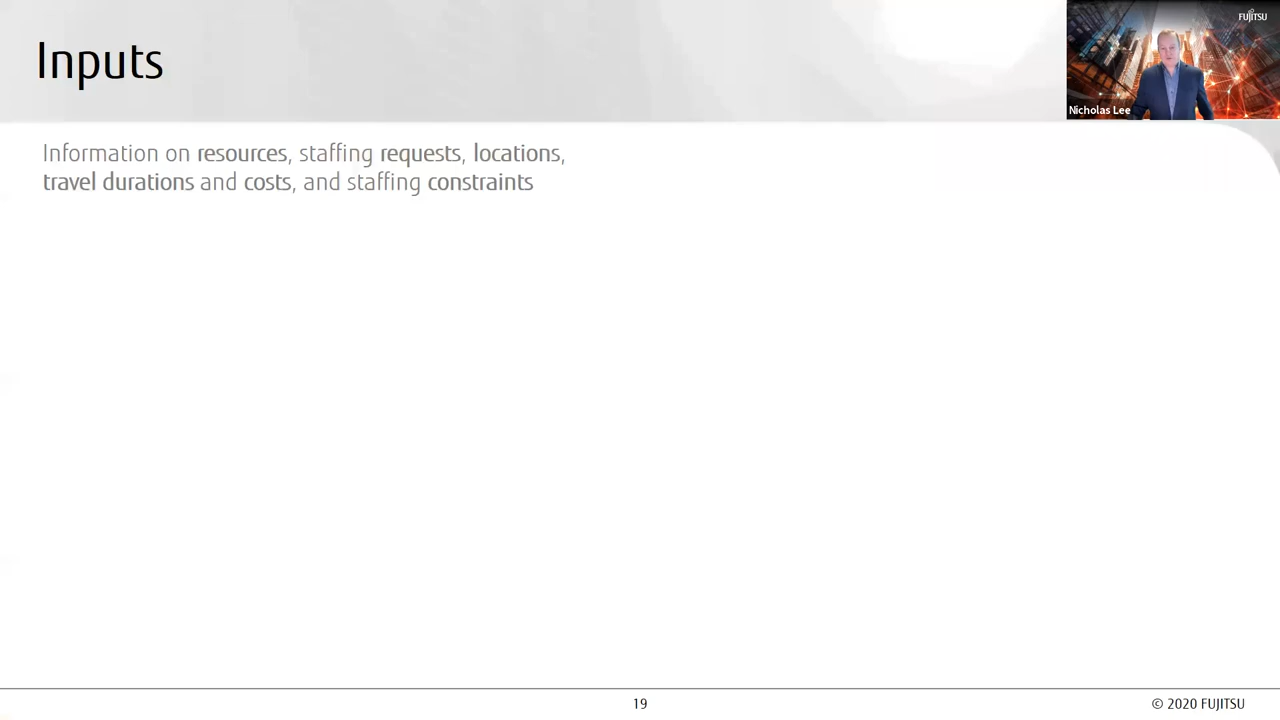 Inputs
FUJITSU
Nicholas Lee
Information on resources, staffing requests, locations,
travel durations and costs, and staffing constraints
19
© 2020 FUJITSU